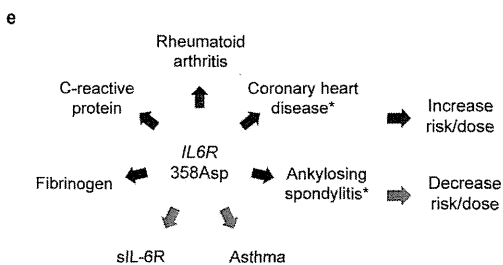 e
Rheumatoid
arthritis
C-reactive
protein
Coronary heart
disease*
Increase
risk/dose
IL6R
358Asp
Fibrinogen
Ankylosing
spondylitis*
Decrease
risk/dose
sIL-6R
Asthma